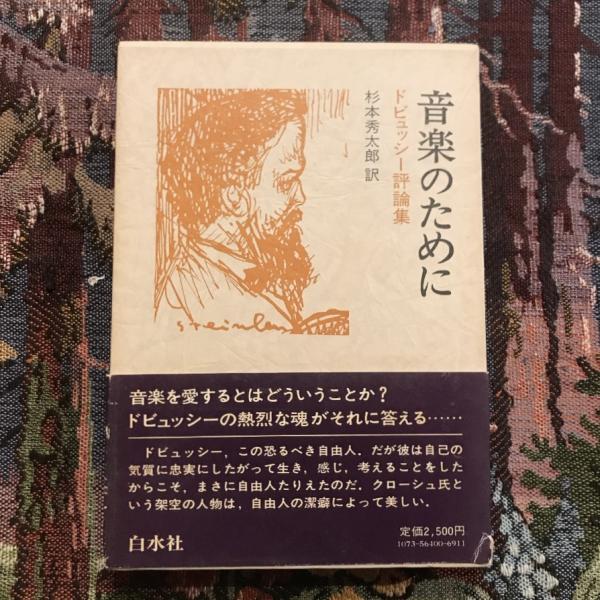 音楽のために
ドビュッシー評論集
杉本秀太郎 訳
steinlen
音楽を愛するとはどういうことか?
ドビュッシーの熱烈な魂がそれに答える……
ドビュッシー,この恐るべき自由人.だが彼は自己の
気質に忠実にしたがって生き,感じ,考えることをした
からこそ,まさに自由人たりえたのだ.クローシュ氏と
いう架空の人物は,自由人の潔癖によって美しい.
定価2,500円
1073-56400-6911
白水社